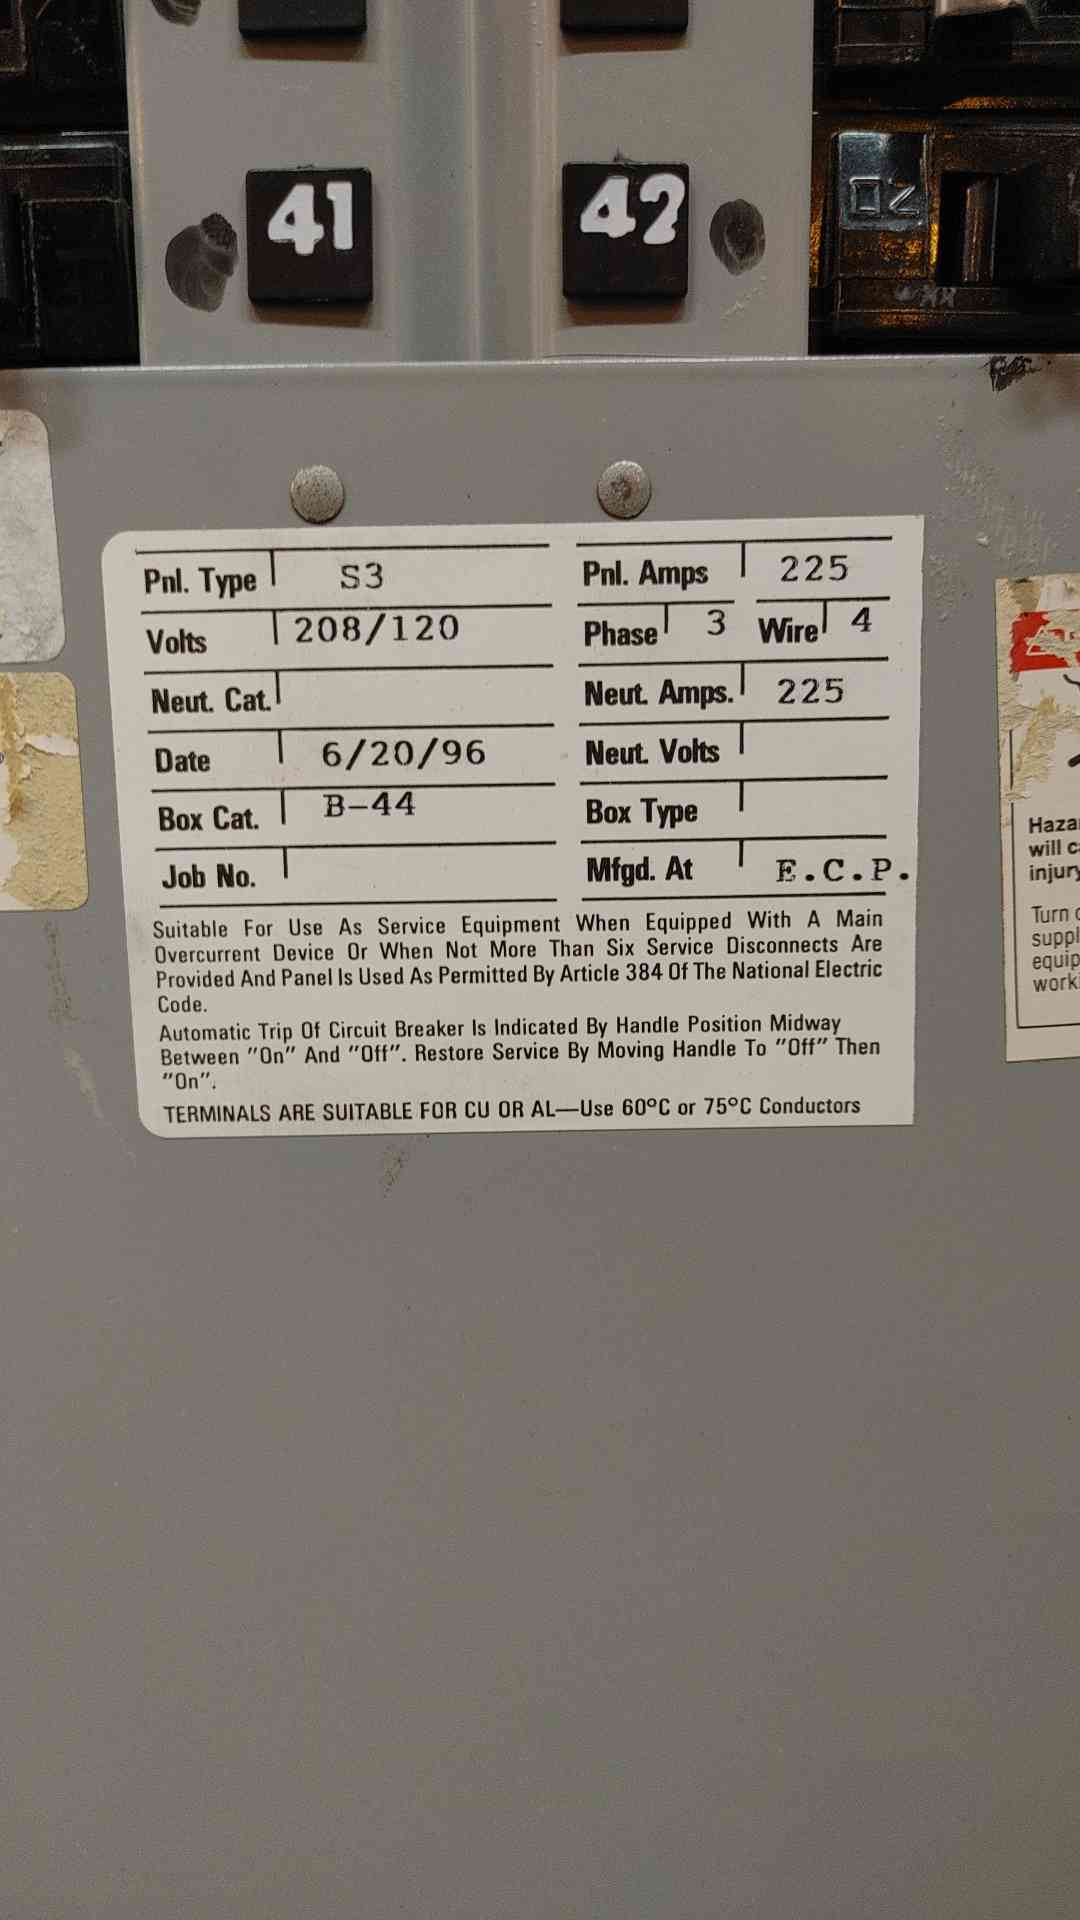 41 42
ON
Pnl. Type S3 Pnl. Amps 225
Volts 208/120 Phase 3 Wire 4
Neut. Cat. Neut. Amps. 225
Date 6/20/96 Neut. Volts
Box Cat. B-44 Box Type
Job No. Mfgd. At E.C.P.
Suitable For Use As Service Equipment When Equipped With A Main
Overcurrent Device Or When Not More Than Six Service Disconnects Are
Provided And Panel Is Used As Permitted By Article 384 Of The National Electric
Code.
Automatic Trip Of Circuit Breaker Is Indicated By Handle Position Midway
Between "On" And "Off". Restore Service By Moving Handle To "Off" Then
"On".
TERMINALS ARE SUITABLE FOR CU OR AL—Use 60°C or 75°C Conductors
will
Turn